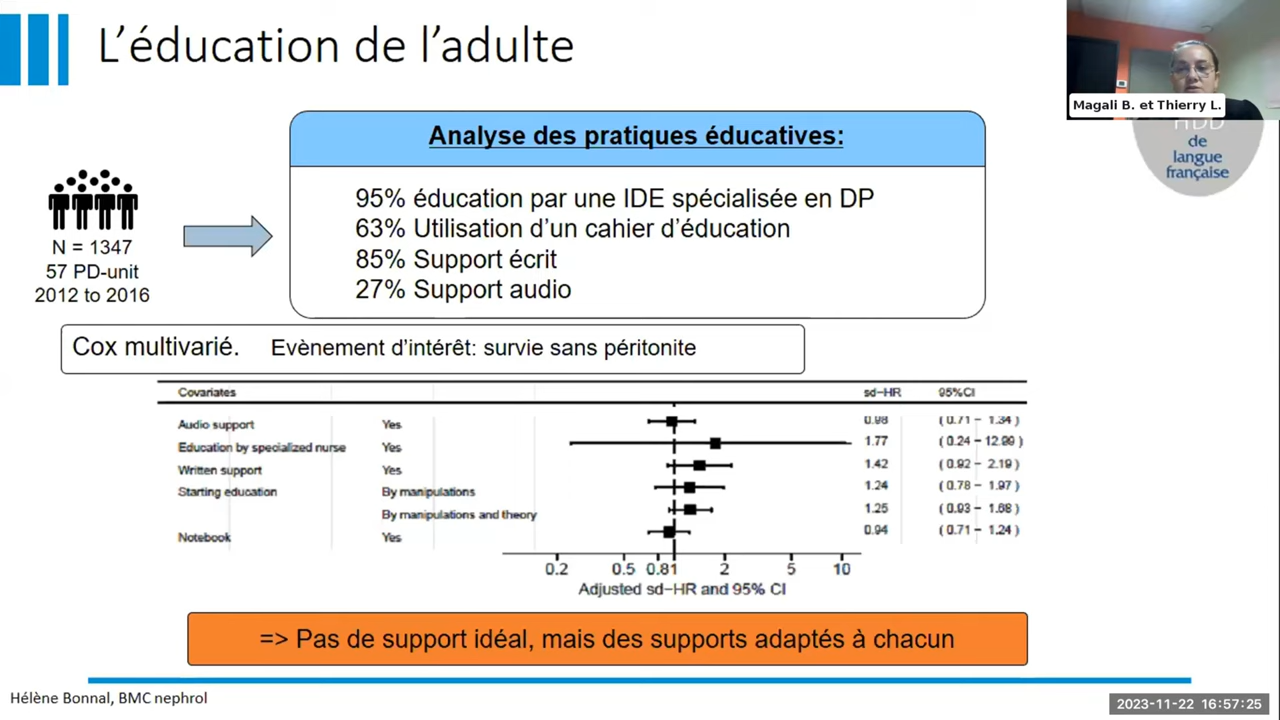 L’éducation de l’adulte
Magali B. et Thierry L.
HDD
de
langue
française
Analyse des pratiques éducatives:
95% éducation par une IDE spécialisée en DP
63% Utilisation d’un cahier d’éducation
85% Support écrit
27% Support audio
N = 1347
57 PD-unit
2012 to 2016
Cox multivarié. Evènement d’intérêt: survie sans péritonite
Covariates sd-HR 95%CI
Audio support Yes 0.98 ( 0.71 - 1.34 )
Education by specialized nurse Yes 1.77 ( 0.24 - 12.99 )
Written support Yes 1.42 ( 0.92 - 2.19 )
Starting education By manipulations 1.24 ( 0.78 - 1.97 )
By manipulations and theory 1.25 ( 0.93 - 1.68 )
Notebook Yes 0.94 ( 0.71 - 1.24 )
0.2 0.5 0.81 2 5 10
Adjusted sd-HR and 95% CI
=> Pas de support idéal, mais des supports adaptés à chacun
Hélène Bonnal, BMC nephrol
2023-11-22 16:57:25